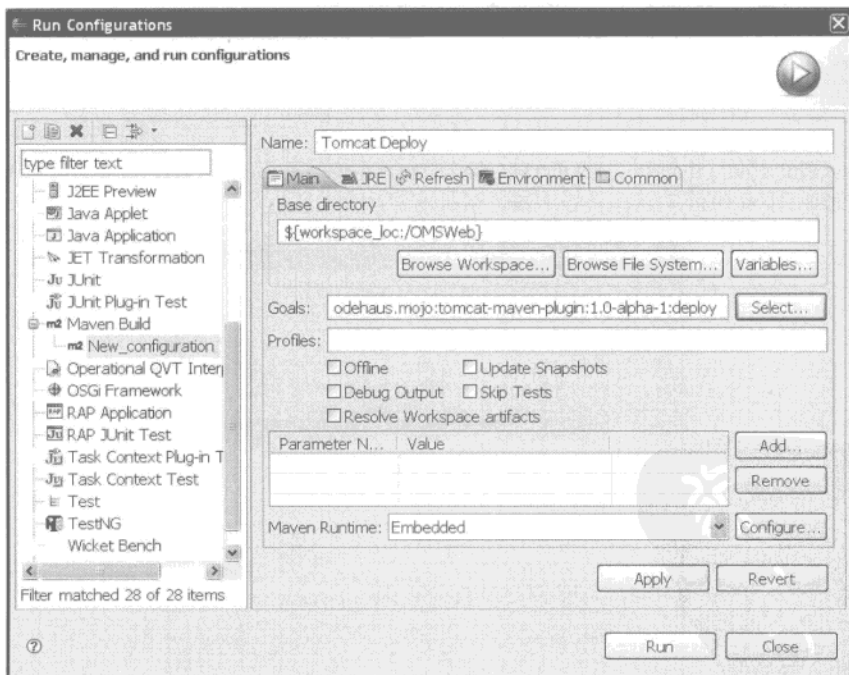 Run Configurations
Create, manage, and run configurations
type filter text
J2EE Preview
Java Applet
Java Application
JET Transformation
Ju JUnit
JUnit Plug-in Test
m2 Maven Build
m2 New_configuration
Operational QVT Interp
OSGi Framework
RAP Application
RAP JUnit Test
Task Context Plug-in T
Ju Task Context Test
Test
TestNG
Wicket Bench
Filter matched 28 of 28 items
Name: Tomcat Deploy
Main JRE Refresh Environment Common
Base directory
${workspace_loc:/OMSWeb}
Browse Workspace... Browse File System... Variables...
Goals: odehaus.mojo:tomcat-maven-plugin:1.0-alpha-1:deploy Select...
Profiles:
Offline Update Snapshots
Debug Output Skip Tests
Resolve Workspace artifacts
Parameter N... Value Add...
Remove
Maven Runtime: Embedded Configure...
Apply Revert
Run Close